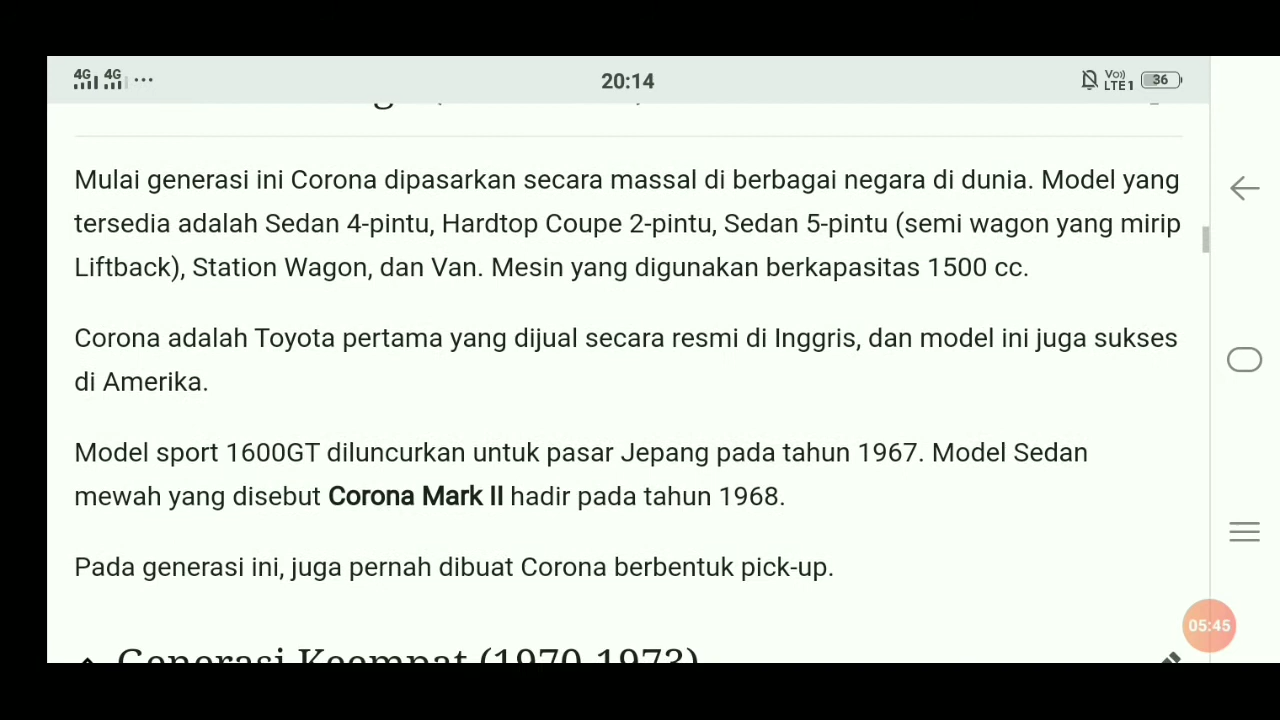 4G 4G ...
20:14
Vo))
LTE 1
36
Mulai generasi ini Corona dipasarkan secara massal di berbagai negara di dunia. Model yang
tersedia adalah Sedan 4-pintu, Hardtop Coupe 2-pintu, Sedan 5-pintu (semi wagon yang mirip
Liftback), Station Wagon, dan Van. Mesin yang digunakan berkapasitas 1500 cc.
Corona adalah Toyota pertama yang dijual secara resmi di Inggris, dan model ini juga sukses
di Amerika.
Model sport 1600GT diluncurkan untuk pasar Jepang pada tahun 1967. Model Sedan
mewah yang disebut Corona Mark II hadir pada tahun 1968.
Pada generasi ini, juga pernah dibuat Corona berbentuk pick-up.
05:45
Generasi Keempat (1970-1973)